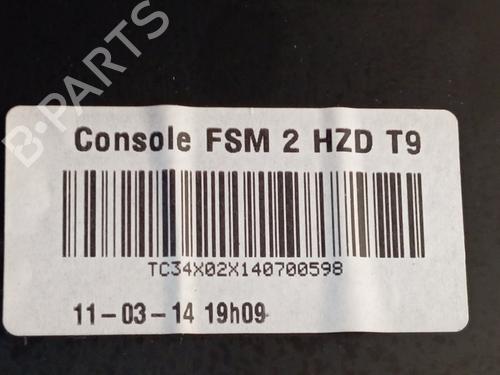 B-PARTS
Console FSM 2 HZD T9
TC34X02X140700598
11-03-14 19h09